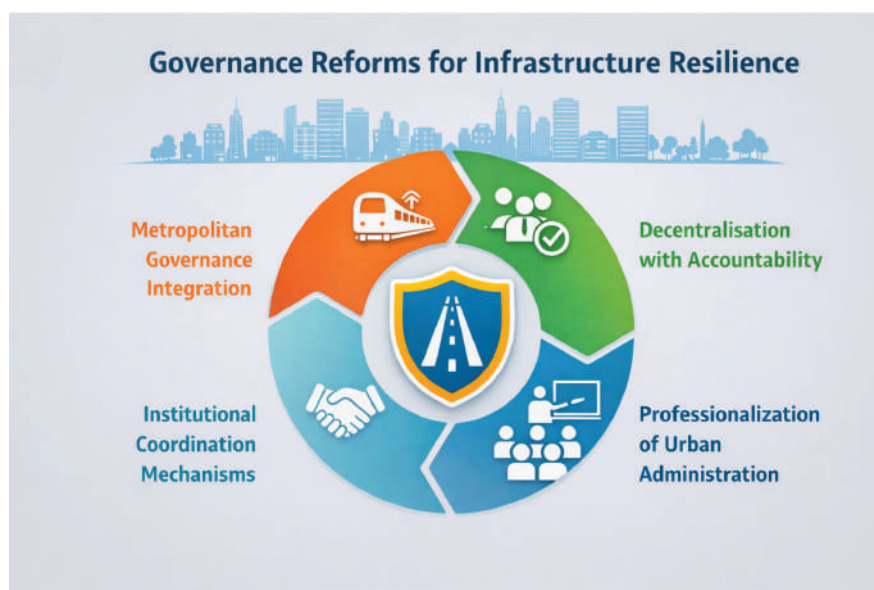 Governance Reforms for Infrastructure Resilience
Metropolitan
Governance
Integration
Decentralisation
with Accountability
Institutional
Coordination
Mechanisms
Professionalization
of Urban
Administration